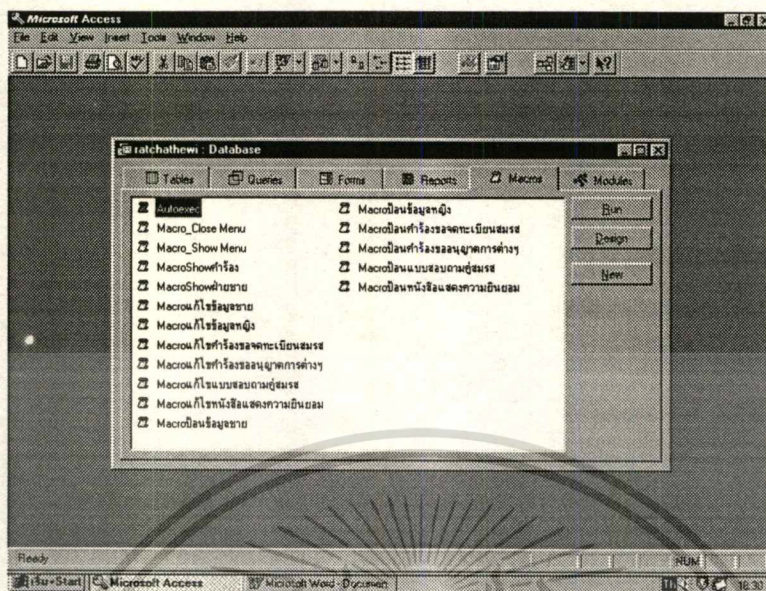 Microsoft Access
File Edit View Insert Tools Window Help
ratchathewi : Database
Tables Queries Forms Reports Macros Modules
Autoexec
Macro_Close Menu
Macro_Show Menu
MacroShowคำร้อง
MacroShowฝ่ายชาย
Macroแก้ไขข้อมูลชาย
Macroแก้ไขข้อมูลหญิง
Macroแก้ไขคำร้องขอจดทะเบียนสมรส
Macroแก้ไขคำร้องขออนุญาตการต่างๆ
Macroแก้ไขแบบสอบถามคู่สมรส
Macroแก้ไขหนังสือแสดงความยินยอม
Macroป้อนข้อมูลชาย
Macroป้อนข้อมูลหญิง
Macroป้อนคำร้องขอจดทะเบียนสมรส
Macroป้อนคำร้องขออนุญาตการต่างๆ
Macroป้อนแบบสอบถามคู่สมรส
Macroป้อนหนังสือแสดงความยินยอม
Run
Design
New
Ready
NUM
เริ่ม-Start Microsoft Access Microsoft Word - Documen Th 18:30